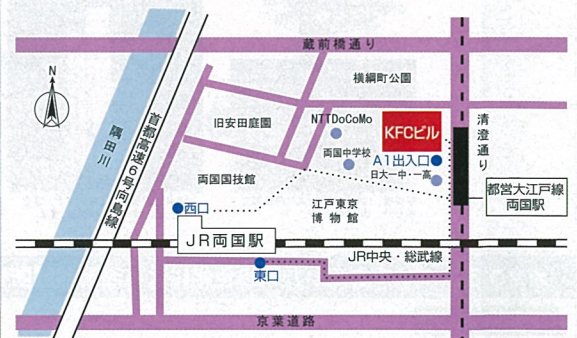 蔵前橋通り
N
横綱町公園
首都高速6号向島線
隅田川
旧安田庭園
NTTDoCoMo
KFCビル
清澄通り
両国中学校
A1出入口
日大一中・一高
両国国技館
江戸東京
博物館
都営大江戸線
両国駅
西口
JR両国駅
JR中央・総武線
東口
京葉道路